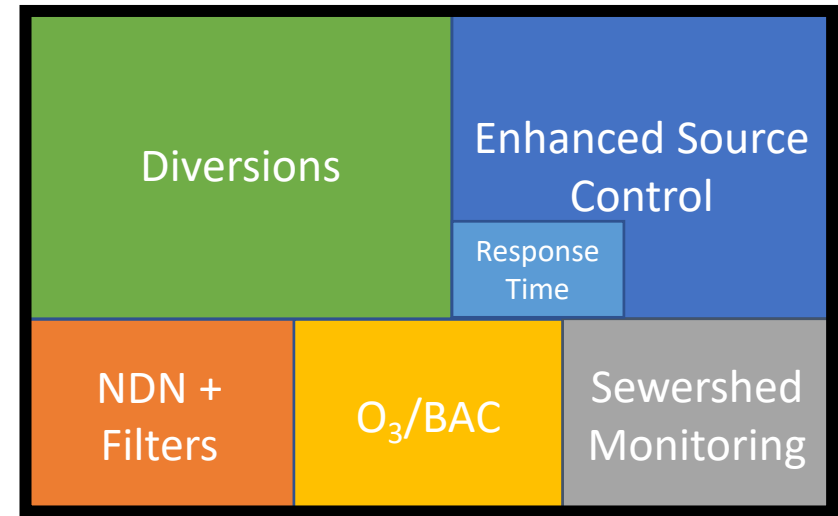 Diversions
Enhanced Source
Control
Response
Time
NDN +
Filters
O₃/BAC
Sewershed
Monitoring